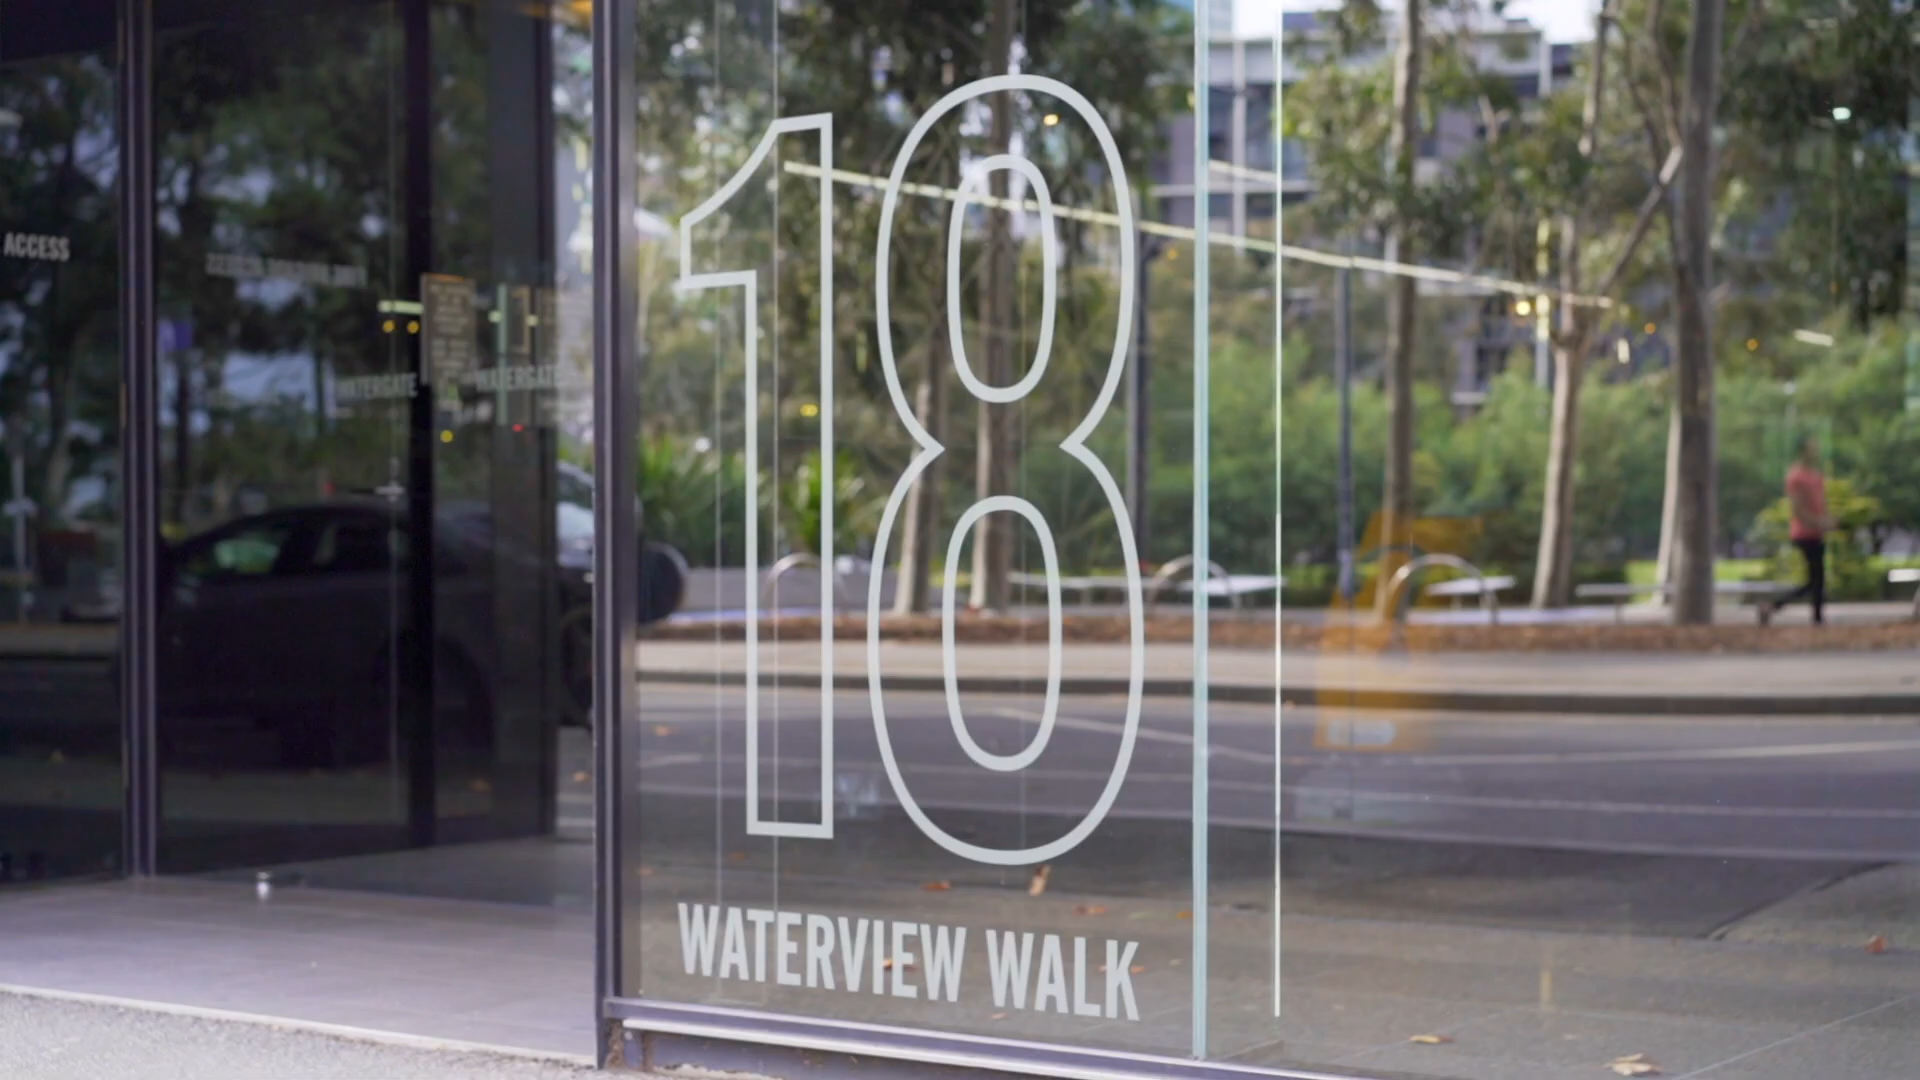 ACCESS
WATERGATE
WATERGATE
18
WATERVIEW WALK